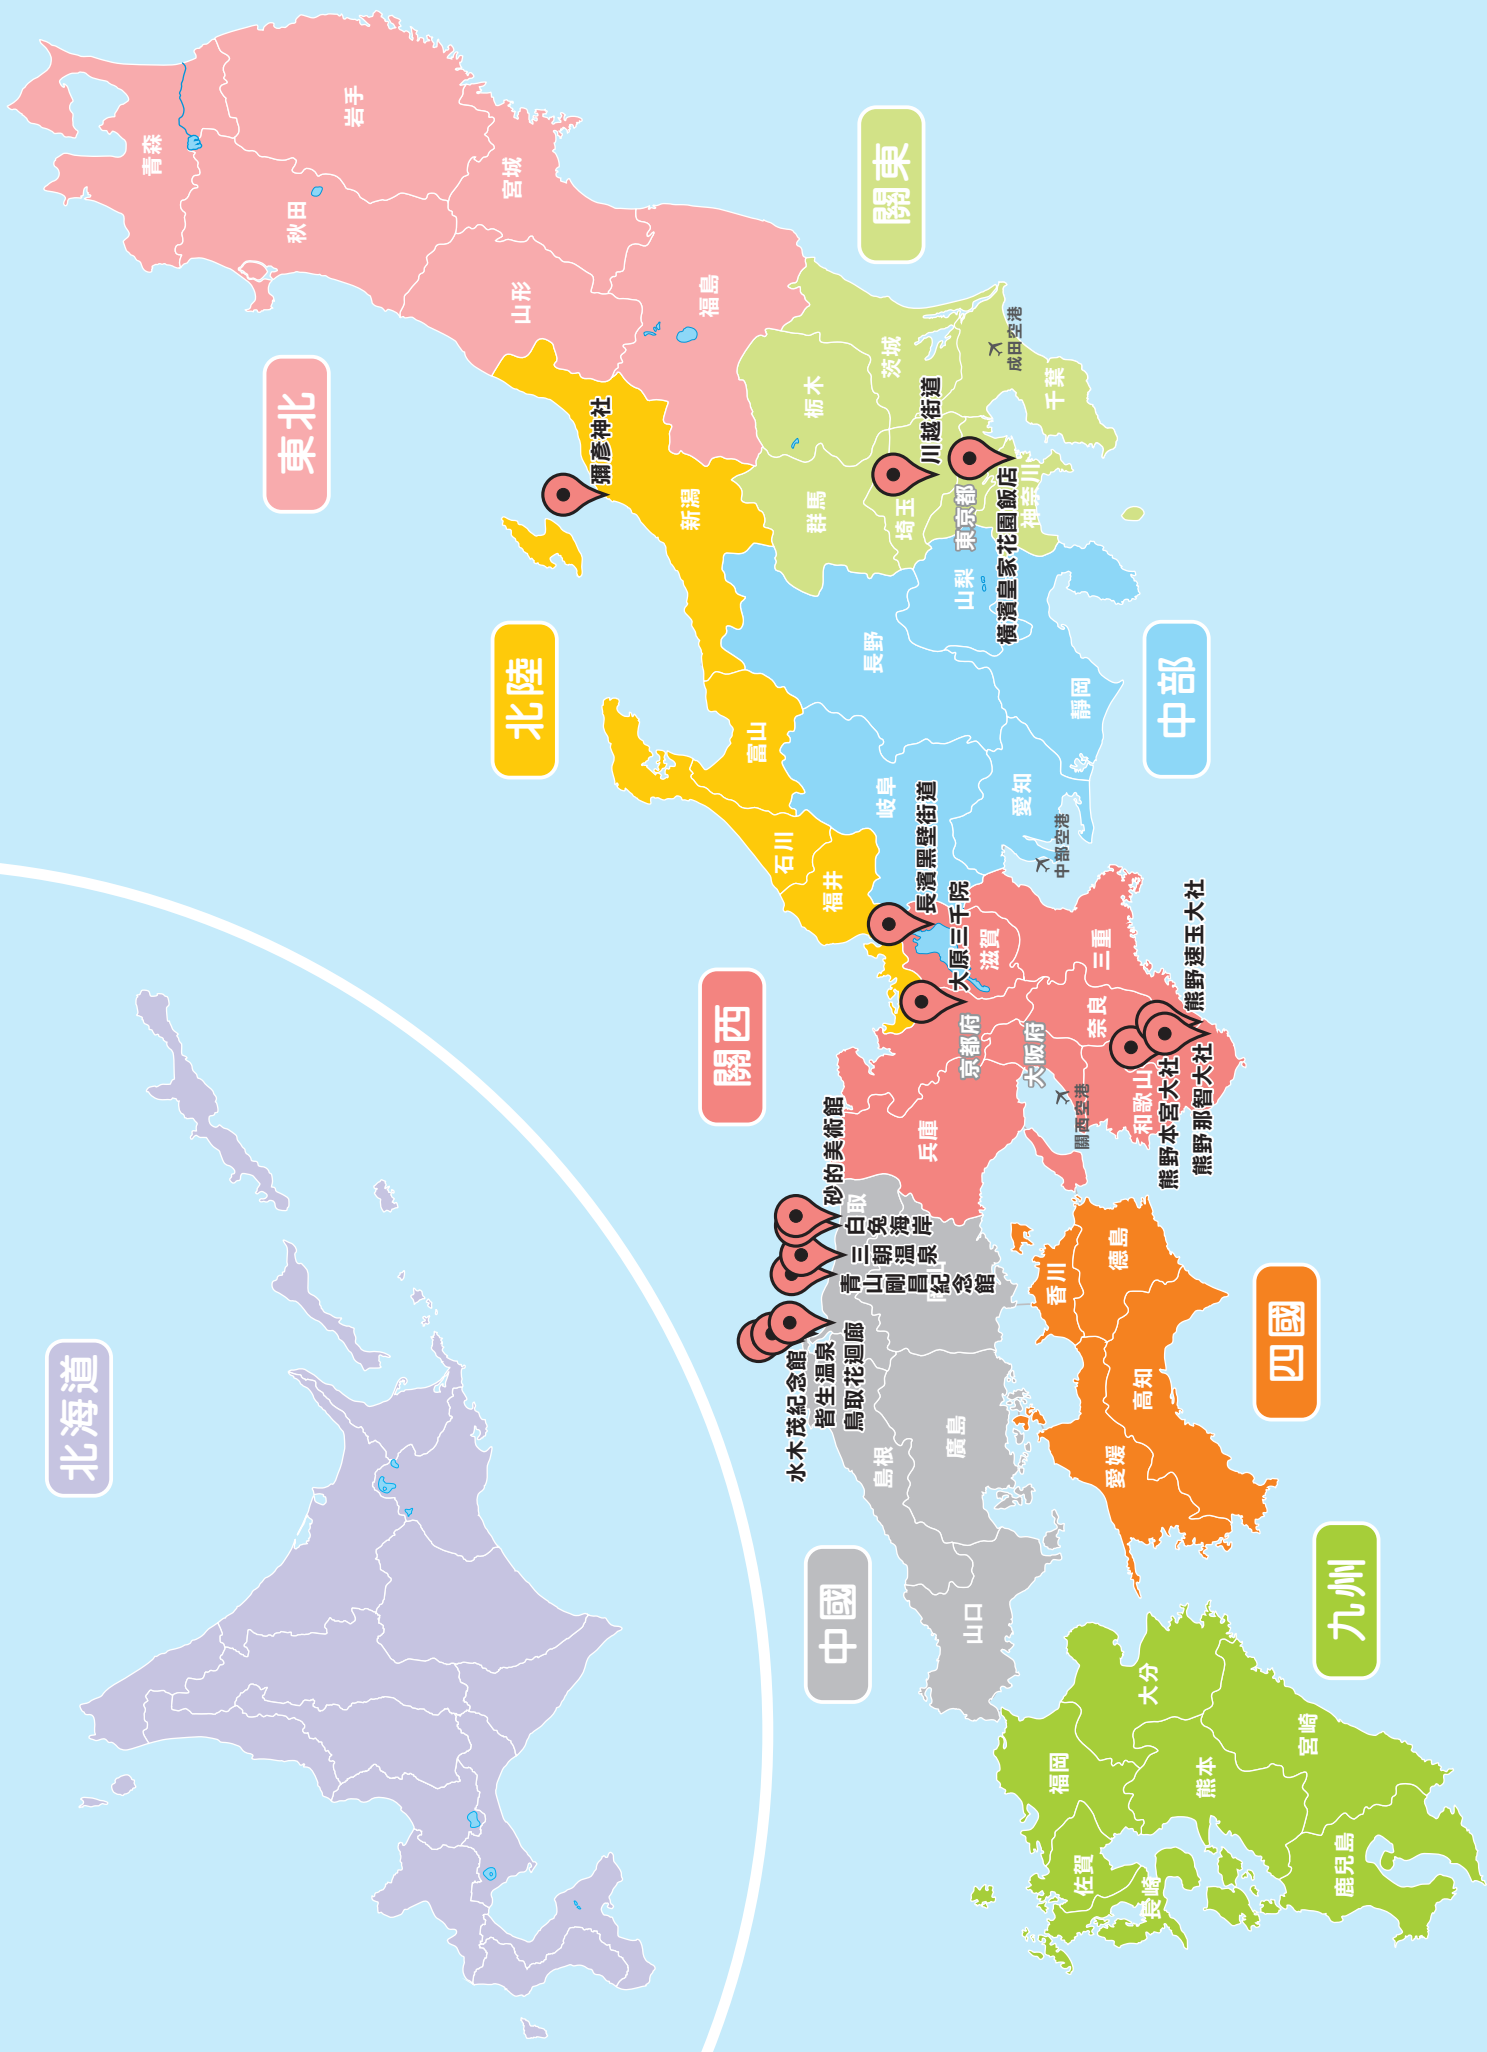 北海道
東北
青森
岩手
秋田
宮城
山形
福島
北陸
彌彥神社
新潟
富山
石川
福井
關東
栃木
茨城
群馬
埼玉
川越街道
東京都
千葉
成田空港
神奈川
橫濱皇家花園飯店
中部
長野
山梨
靜岡
岐阜
愛知
中部空港
關西
長濱黑壁街道
大原三千院
滋賀
三重
京都府
大阪府
奈良
兵庫
和歌山
關西空港
熊野速玉大社
熊野本宮大社
熊野那智大社
中國
砂的美術館
白兔海岸
三朝溫泉
青山剛昌紀念館
水木茂紀念館
皆生溫泉
鳥取花迴廊
取
山
島根
廣島
山口
四國
香川
德島
高知
愛媛
九州
福岡
大分
佐賀
長崎
熊本
宮崎
鹿兒島